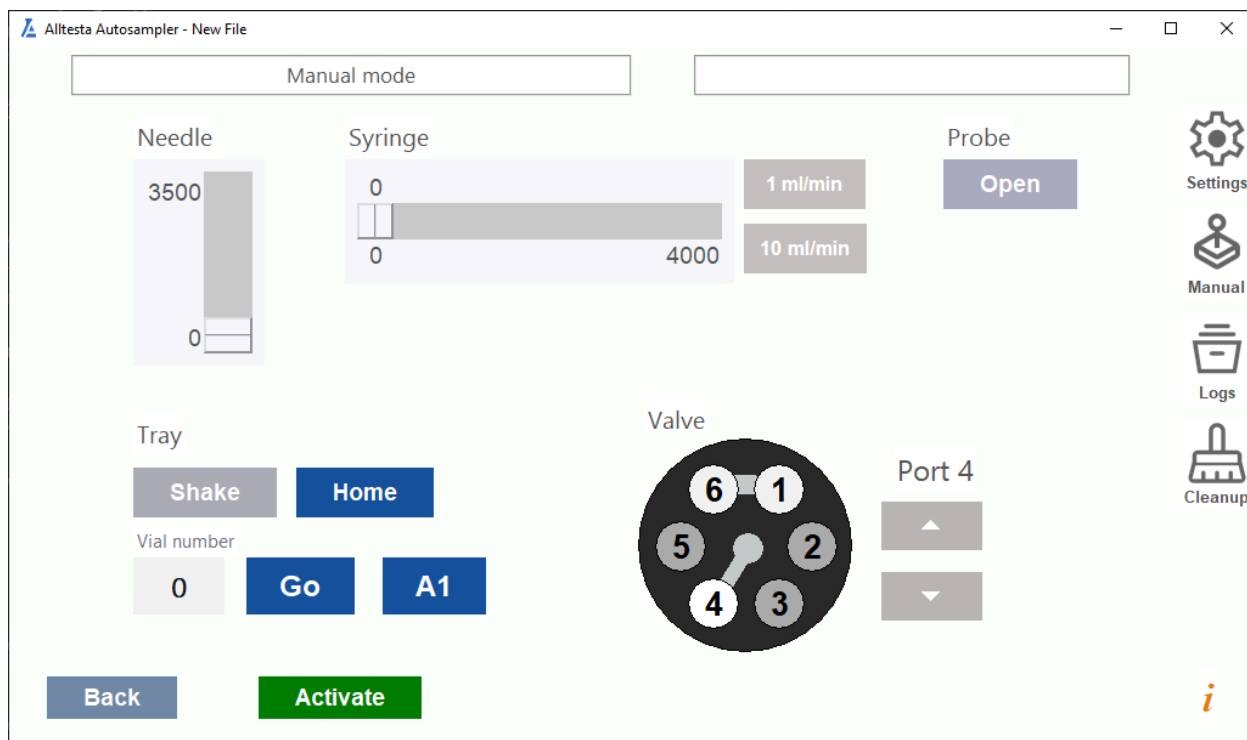 Alltesta Autosampler - New File
Manual mode
Needle
3500
0
Syringe
0
0 4000
1 ml/min
10 ml/min
Probe
Open
Settings
Manual
Logs
Cleanup
Tray
Shake Home
Vial number
0 Go A1
Valve
6 1
5 2
4 3
Port 4
Back Activate
i